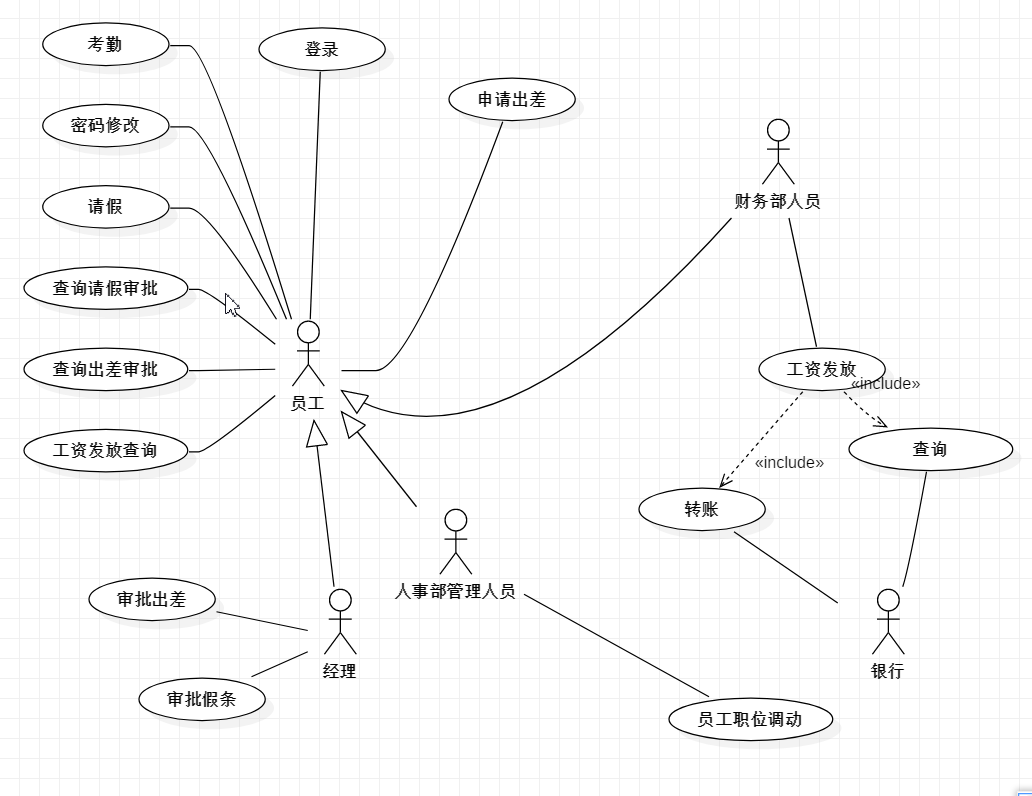 考勤
登录
申请出差
密码修改
财务部人员
请假
查询请假审批
查询出差审批
工资发放
«include»
员工
工资发放查询
查询
«include»
转账
人事部管理人员
审批出差
经理
银行
审批假条
员工职位调动